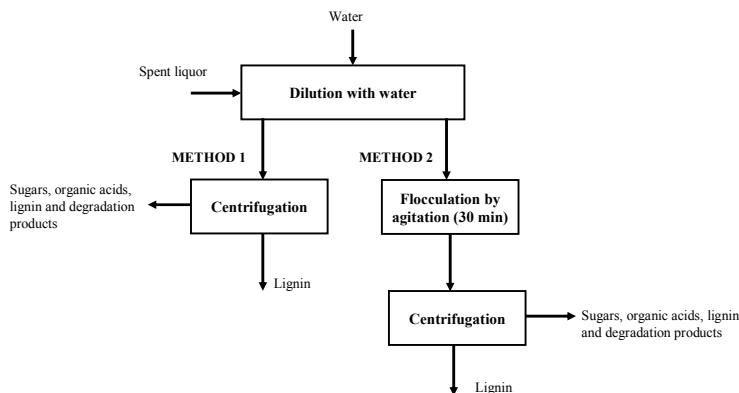 Water
Spent liquor
Dilution with water
METHOD 1
METHOD 2
Sugars, organic acids,
lignin and degradation
products
Centrifugation
Flocculation by
agitation (30 min)
Lignin
Centrifugation
Sugars, organic acids, lignin
and degradation products
Lignin